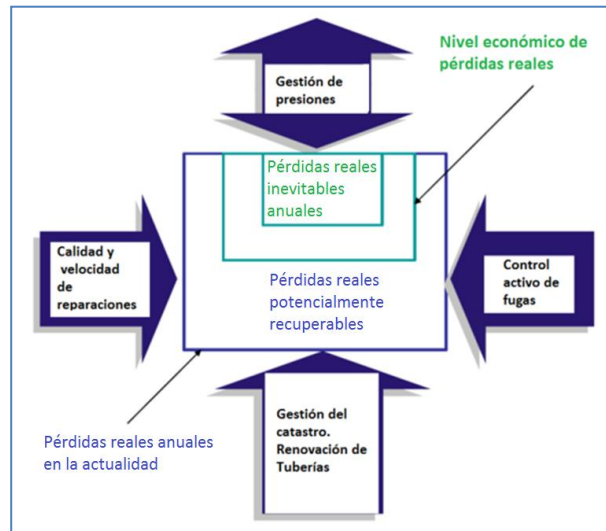 Nivel económico de
pérdidas reales
Gestión de
presiones
Pérdidas reales
inevitables
anuales
Calidad y
velocidad
de
reparaciones
Control
activo de
fugas
Pérdidas reales
potencialmente
recuperables
Gestión del
catastro.
Renovación de
Tuberías
Pérdidas reales anuales
en la actualidad